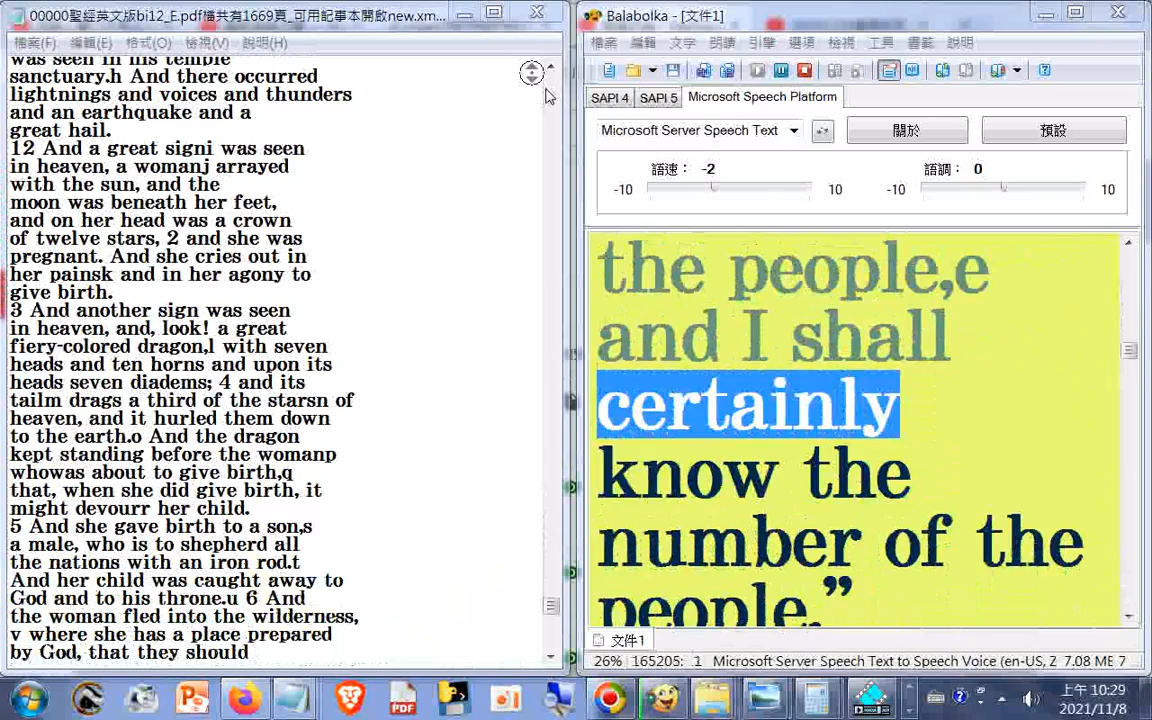 00000聖經英文版bi12_E.pdf檔共有1669頁_可用記事本開啟new.xm...
檔案(F) 編輯(E) 格式(O) 檢視(V) 說明(H)
was seen in his temple
sanctuary.h And there occurred
lightnings and voices and thunders
and an earthquake and a
great hail.
12 And a great signi was seen
in heaven, a womanj arrayed
with the sun, and the
moon was beneath her feet,
and on her head was a crown
of twelve stars, 2 and she was
pregnant. And she cries out in
her painsk and in her agony to
give birth.
3 And another sign was seen
in heaven, and, look! a great
fiery-colored dragon,l with seven
heads and ten horns and upon its
heads seven diadems; 4 and its
tailm drags a third of the starsn of
heaven, and it hurled them down
to the earth.o And the dragon
kept standing before the womanp
whowas about to give birth,q
that, when she did give birth, it
might devourr her child.
5 And she gave birth to a son,s
a male, who is to shepherd all
the nations with an iron rod.t
And her child was caught away to
God and to his throne.u 6 And
the woman fled into the wilderness,
v where she has a place prepared
by God, that they should
Balabolka - [文件1]
檔案 編輯 文字 朗讀 引擎 選項 檢視 工具 書籤 說明
SAPI 4 SAPI 5 Microsoft Speech Platform
Microsoft Server Speech Text 關於 預設
語速： -2 語調： 0
-10 10 -10 10
the people,e
and I shall
certainly
know the
number of the
people.”
文件1
26% 165205: 1 Microsoft Server Speech Text to Speech Voice (en-US, Z 7.08 ME 7
PDF
上午 10:29
2021/11/8